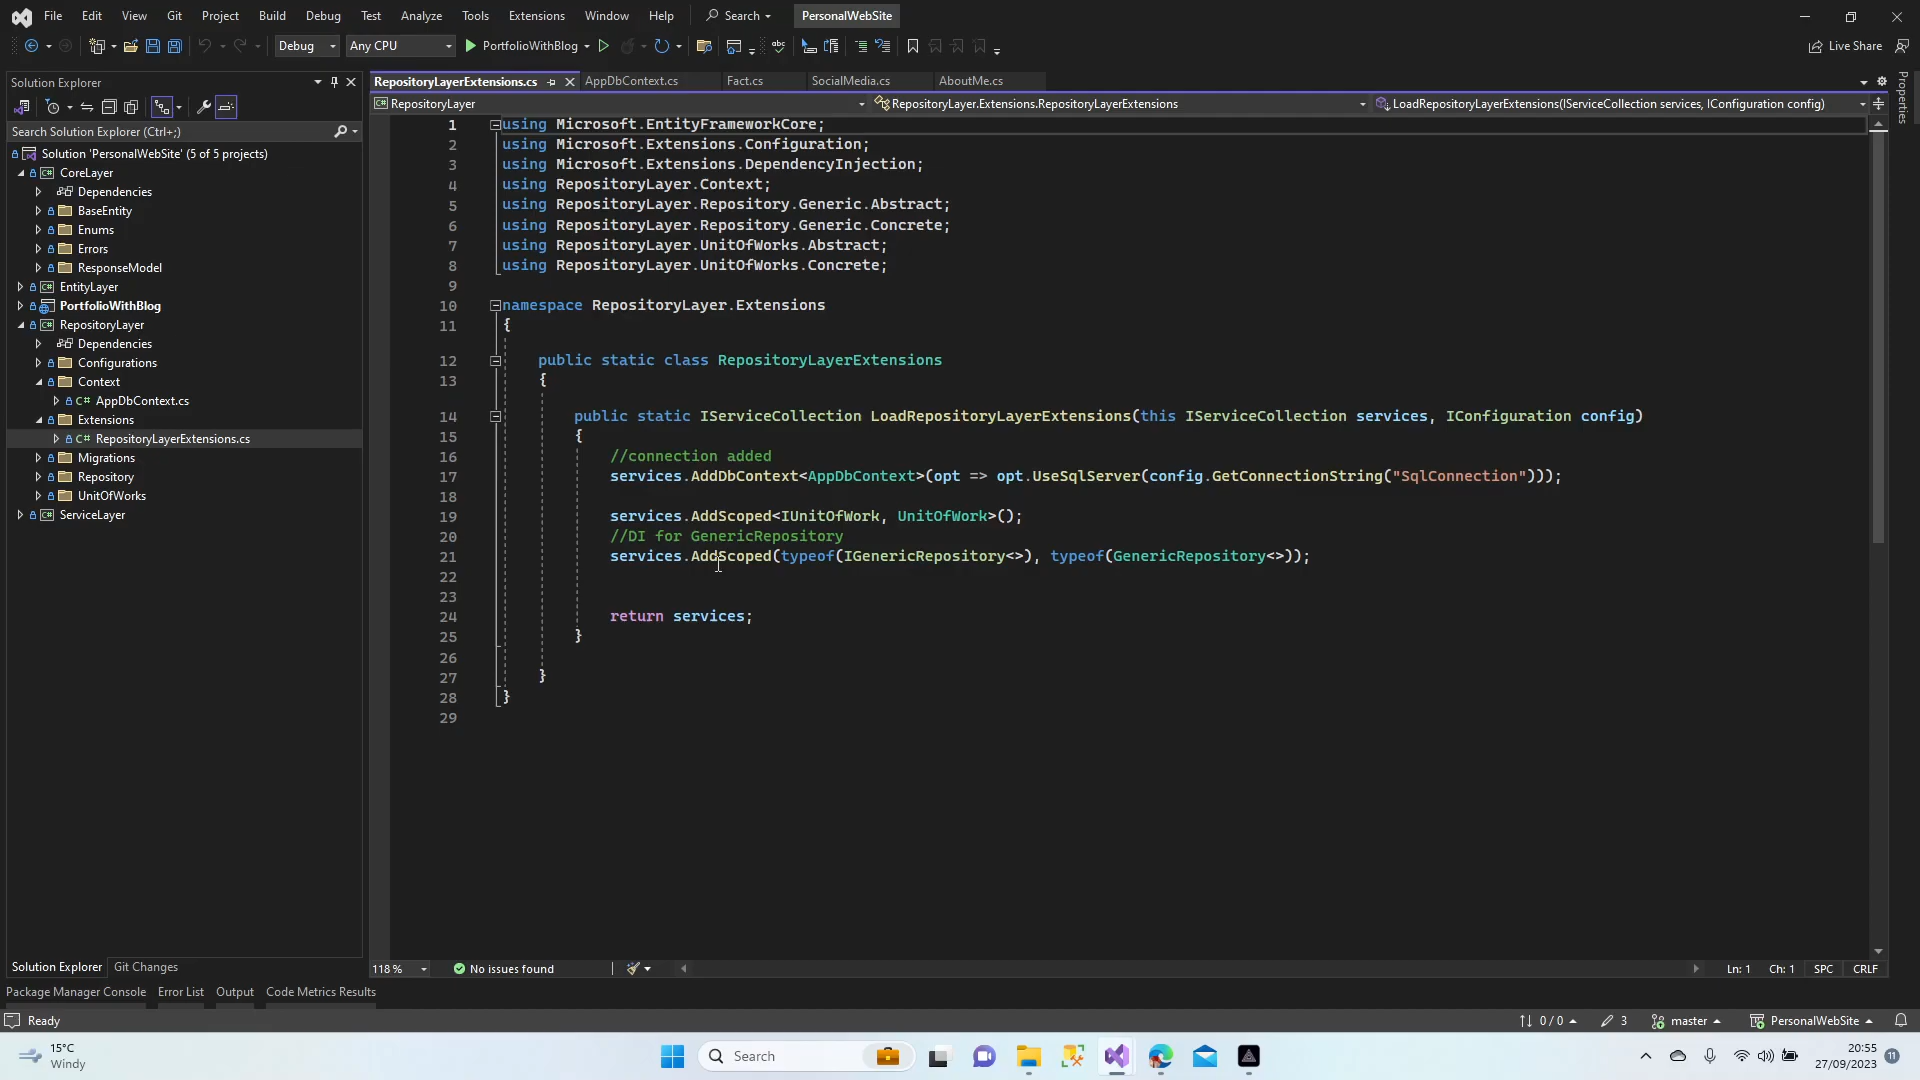 File Edit View Git Project Build Debug Test Analyze Tools Extensions Window Help Search PersonalWebSite
Debug Any CPU PortfolioWithBlog Live Share
Solution Explorer
Search Solution Explorer (Ctrl+;)
Solution 'PersonalWebSite' (5 of 5 projects)
CoreLayer
Dependencies
BaseEntity
Enums
Errors
ResponseModel
EntityLayer
PortfolioWithBlog
RepositoryLayer
Dependencies
Configurations
Context
C# AppDbContext.cs
Extensions
C# RepositoryLayerExtensions.cs
Migrations
Repository
UnitOfWorks
ServiceLayer
Solution Explorer Git Changes
RepositoryLayerExtensions.cs AppDbContext.cs Fact.cs SocialMedia.cs AboutMe.cs
RepositoryLayer RepositoryLayer.Extensions.RepositoryLayerExtensions LoadRepositoryLayerExtensions(IServiceCollection services, IConfiguration config)
1 using Microsoft.EntityFrameworkCore;
2 using Microsoft.Extensions.Configuration;
3 using Microsoft.Extensions.DependencyInjection;
4 using RepositoryLayer.Context;
5 using RepositoryLayer.Repository.Generic.Abstract;
6 using RepositoryLayer.Repository.Generic.Concrete;
7 using RepositoryLayer.UnitOfWorks.Abstract;
8 using RepositoryLayer.UnitOfWorks.Concrete;
9
10 namespace RepositoryLayer.Extensions
11 {
12 public static class RepositoryLayerExtensions
13 {
14 public static IServiceCollection LoadRepositoryLayerExtensions(this IServiceCollection services, IConfiguration config)
15 {
16 //connection added
17 services.AddDbContext<AppDbContext>(opt => opt.UseSqlServer(config.GetConnectionString("SqlConnection")));
18
19 services.AddScoped<IUnitOfWork, UnitOfWork>();
20 //DI for GenericRepository
21 services.AddScoped(typeof(IGenericRepository<>), typeof(GenericRepository<>));
22
23
24 return services;
25 }
26
27 }
28 }
29
Properties
118 % No issues found Ln: 1 Ch: 1 SPC CRLF
Package Manager Console Error List Output Code Metrics Results
Ready 0 / 0 3 master PersonalWebSite
15°C
Windy
Search
20:55
27/09/2023
11